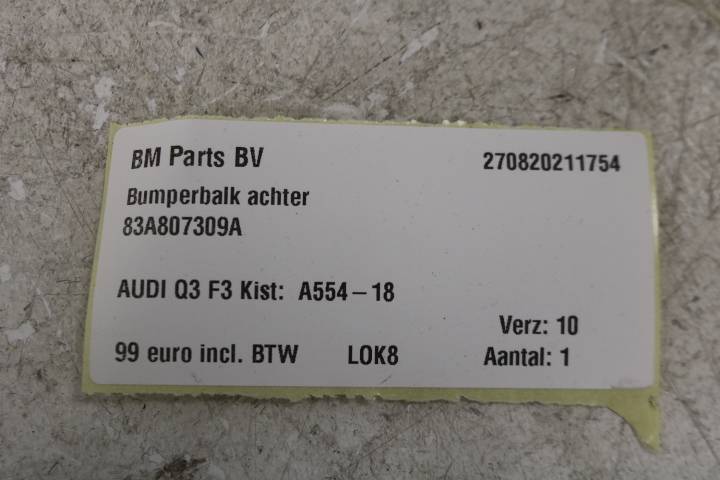 BM Parts BV 270820211754
Bumperbalk achter
83A807309A
AUDI Q3 F3 Kist: A554-18
Verz: 10
99 euro incl. BTW LOK8 Aantal: 1